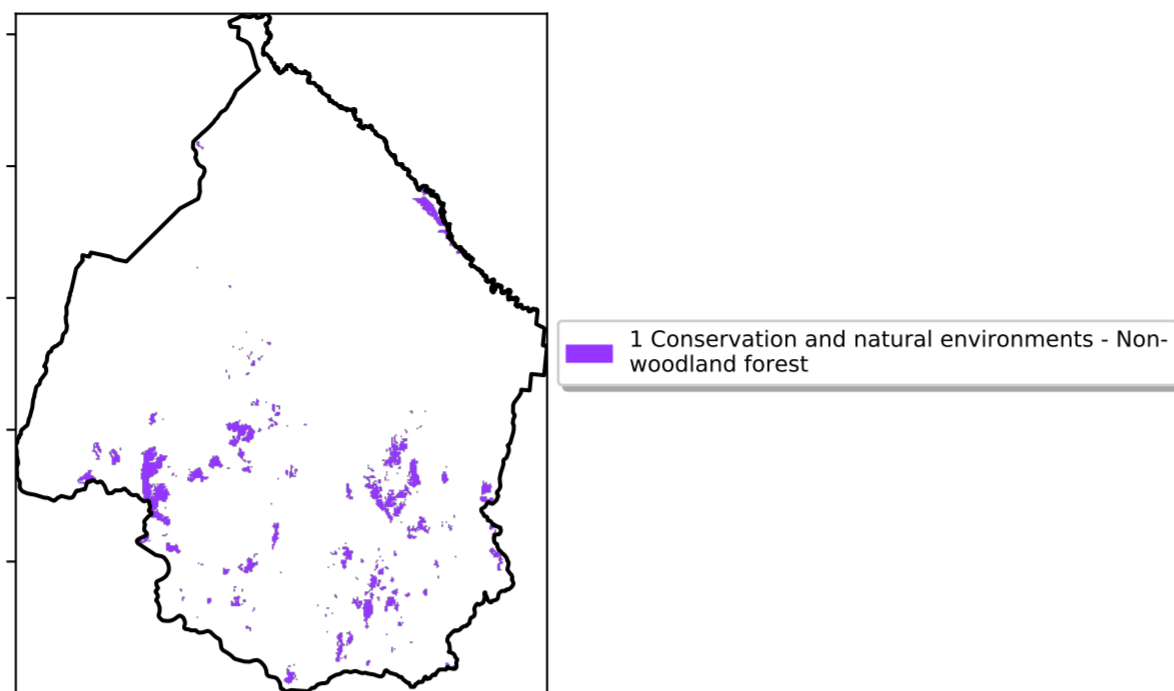 1 Conservation and natural environments - Non-
woodland forest